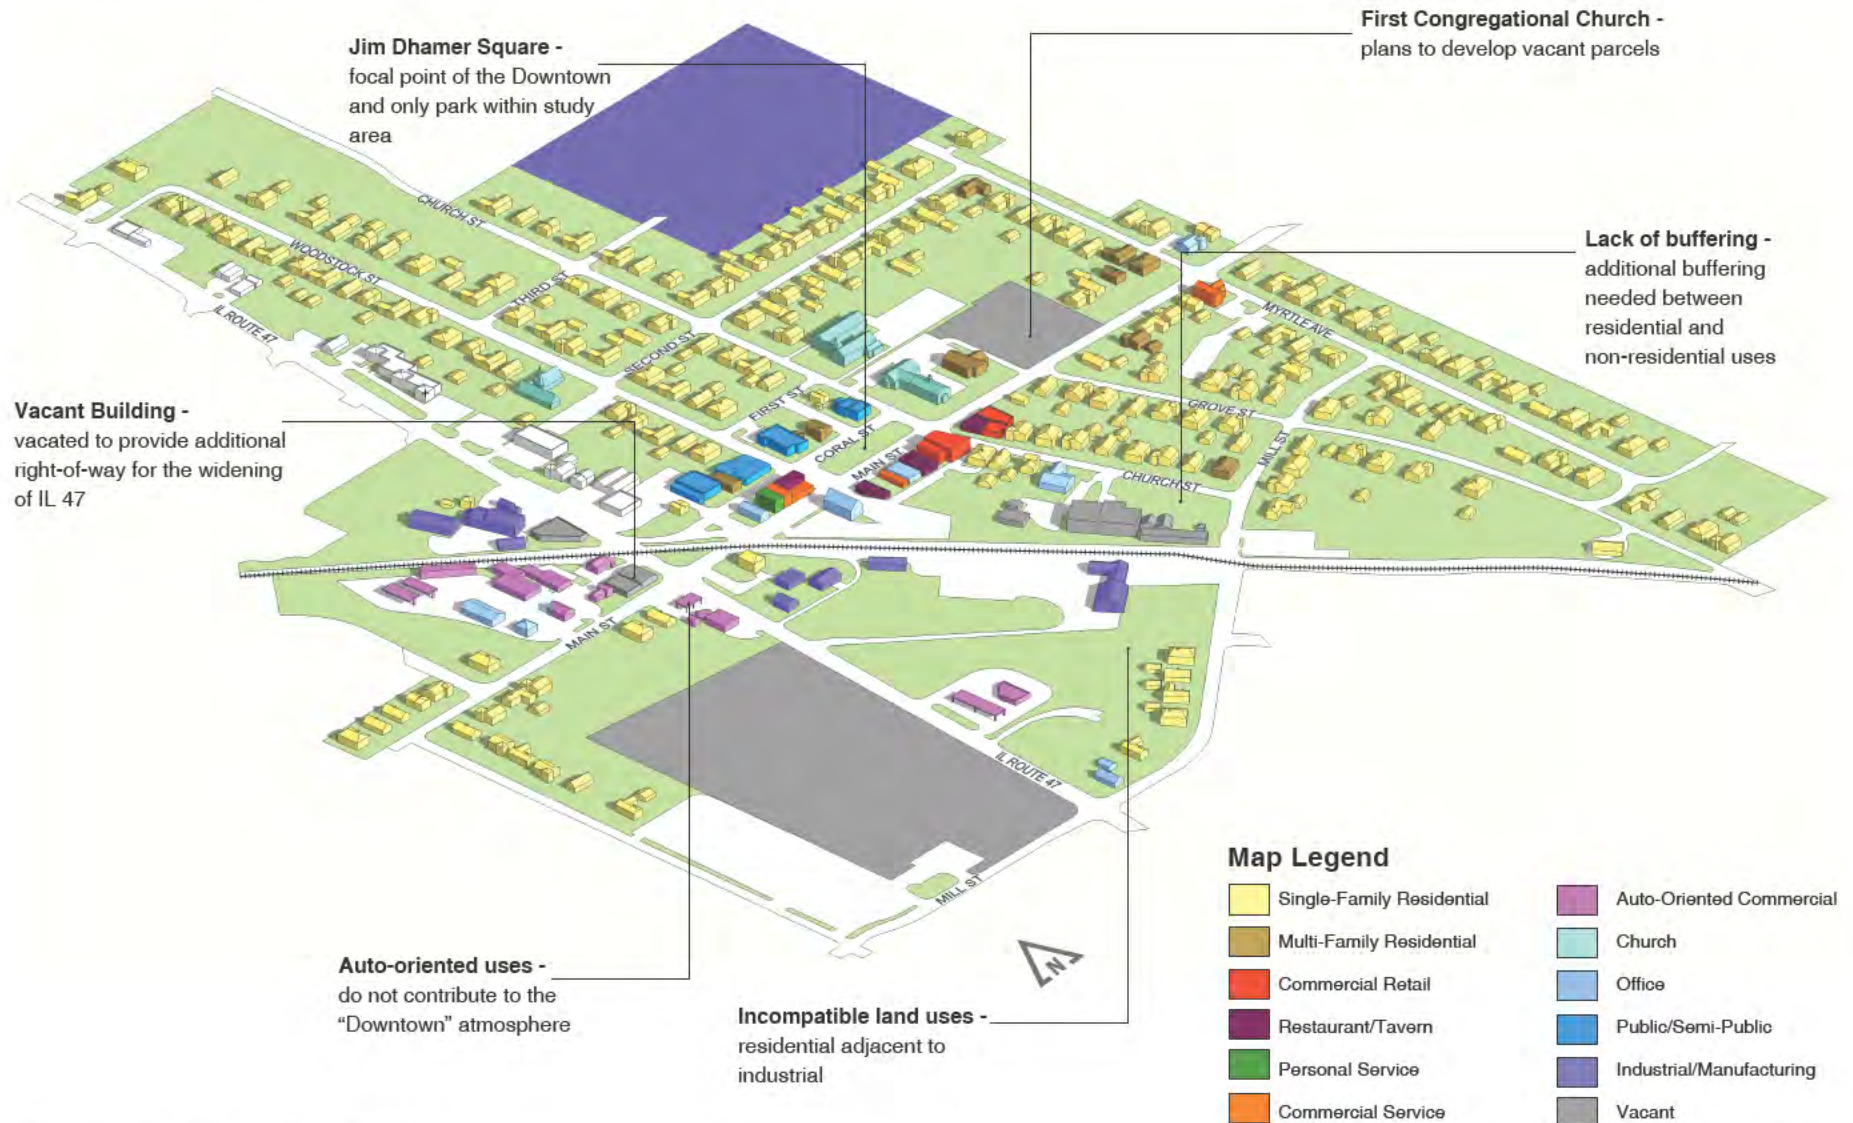 First Congregational Church -
plans to develop vacant parcels
Jim Dhamer Square -
focal point of the Downtown
and only park within study
area
Lack of buffering -
additional buffering
needed between
residential and
non-residential uses
Vacant Building -
vacated to provide additional
right-of-way for the widening
of IL 47
CHURCH ST
WOODSTOCK ST
THIRD ST
IL ROUTE 47
SECOND ST
FIRST ST
CORAL ST
MAIN ST
MYRTLE AVE
GROVE ST
MILL ST
CHURCH ST
MAIN ST
IL ROUTE 47
MILL ST
N
Auto-oriented uses -
do not contribute to the
“Downtown” atmosphere
Incompatible land uses -
residential adjacent to
industrial
Map Legend
Single-Family Residential
Multi-Family Residential
Commercial Retail
Restaurant/Tavern
Personal Service
Commercial Service
Auto-Oriented Commercial
Church
Office
Public/Semi-Public
Industrial/Manufacturing
Vacant